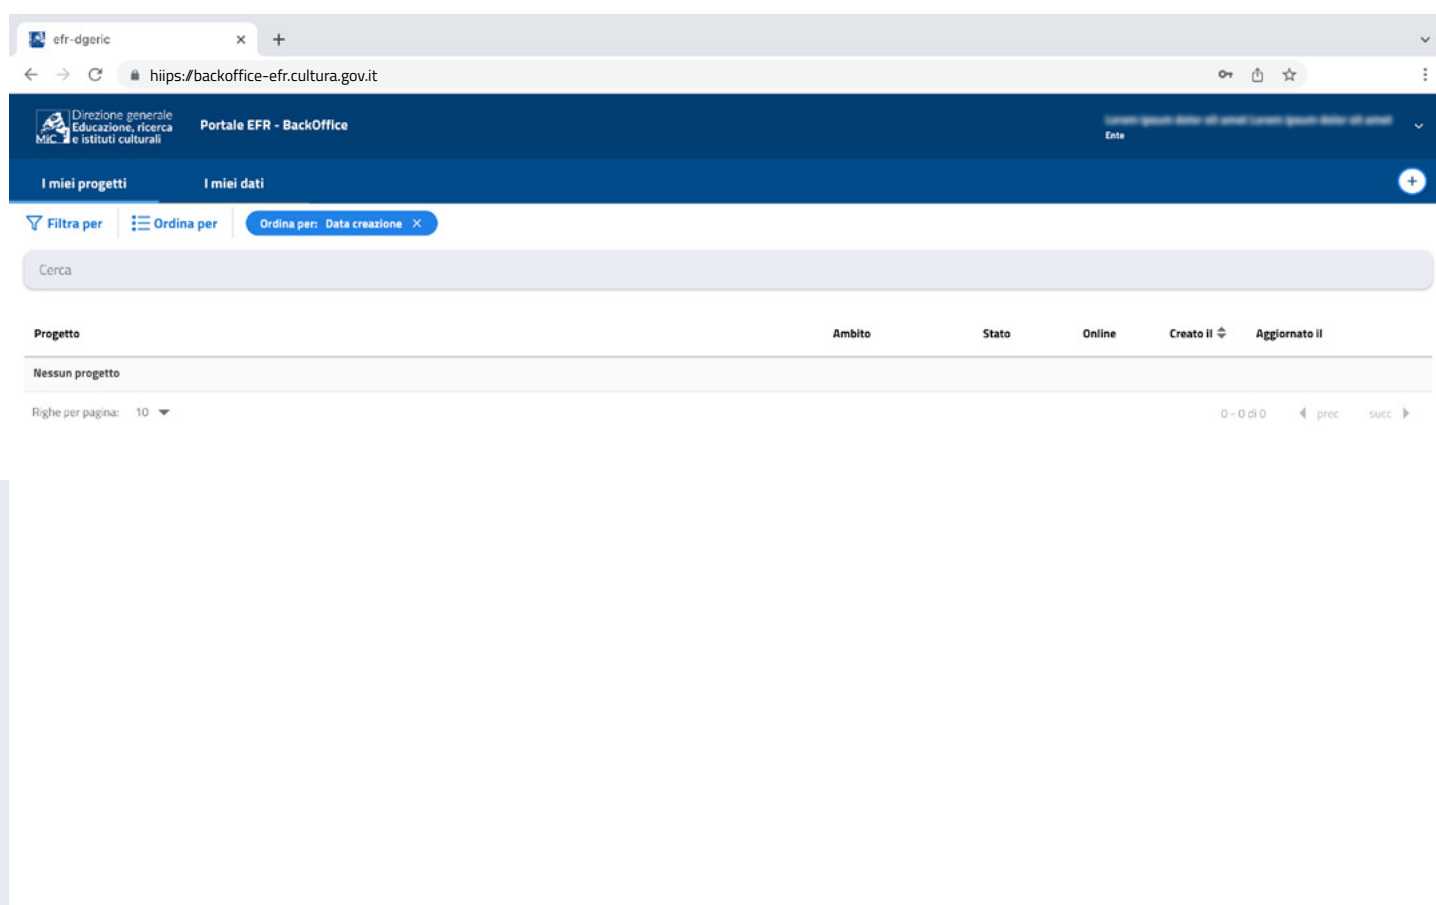 efr-dgeric
hiips://backoffice-efr.cultura.gov.it
Direzione generale
Educazione, ricerca
MiC e istituti culturali
Portale EFR - BackOffice
Ente
I miei progetti I miei dati
Filtra per Ordina per Ordina per: Data creazione
Cerca
Progetto Ambito Stato Online Creato il Aggiornato il
Nessun progetto
Righe per pagina: 10 0 - 0 di 0 prec succ